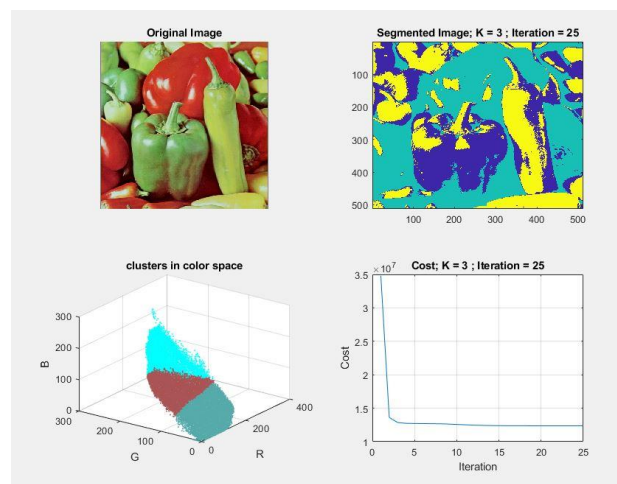 Original Image
Segmented Image; K = 3 ; Iteration = 25
100
200
300
400
500
100 200 300 400 500
clusters in color space
300
200
100
0
B
300
200
100
0
G
0
200
400
R
Cost; K = 3 ; Iteration = 25
×10⁷
3.5
3
2.5
2
1.5
1
Cost
0 5 10 15 20 25
Iteration